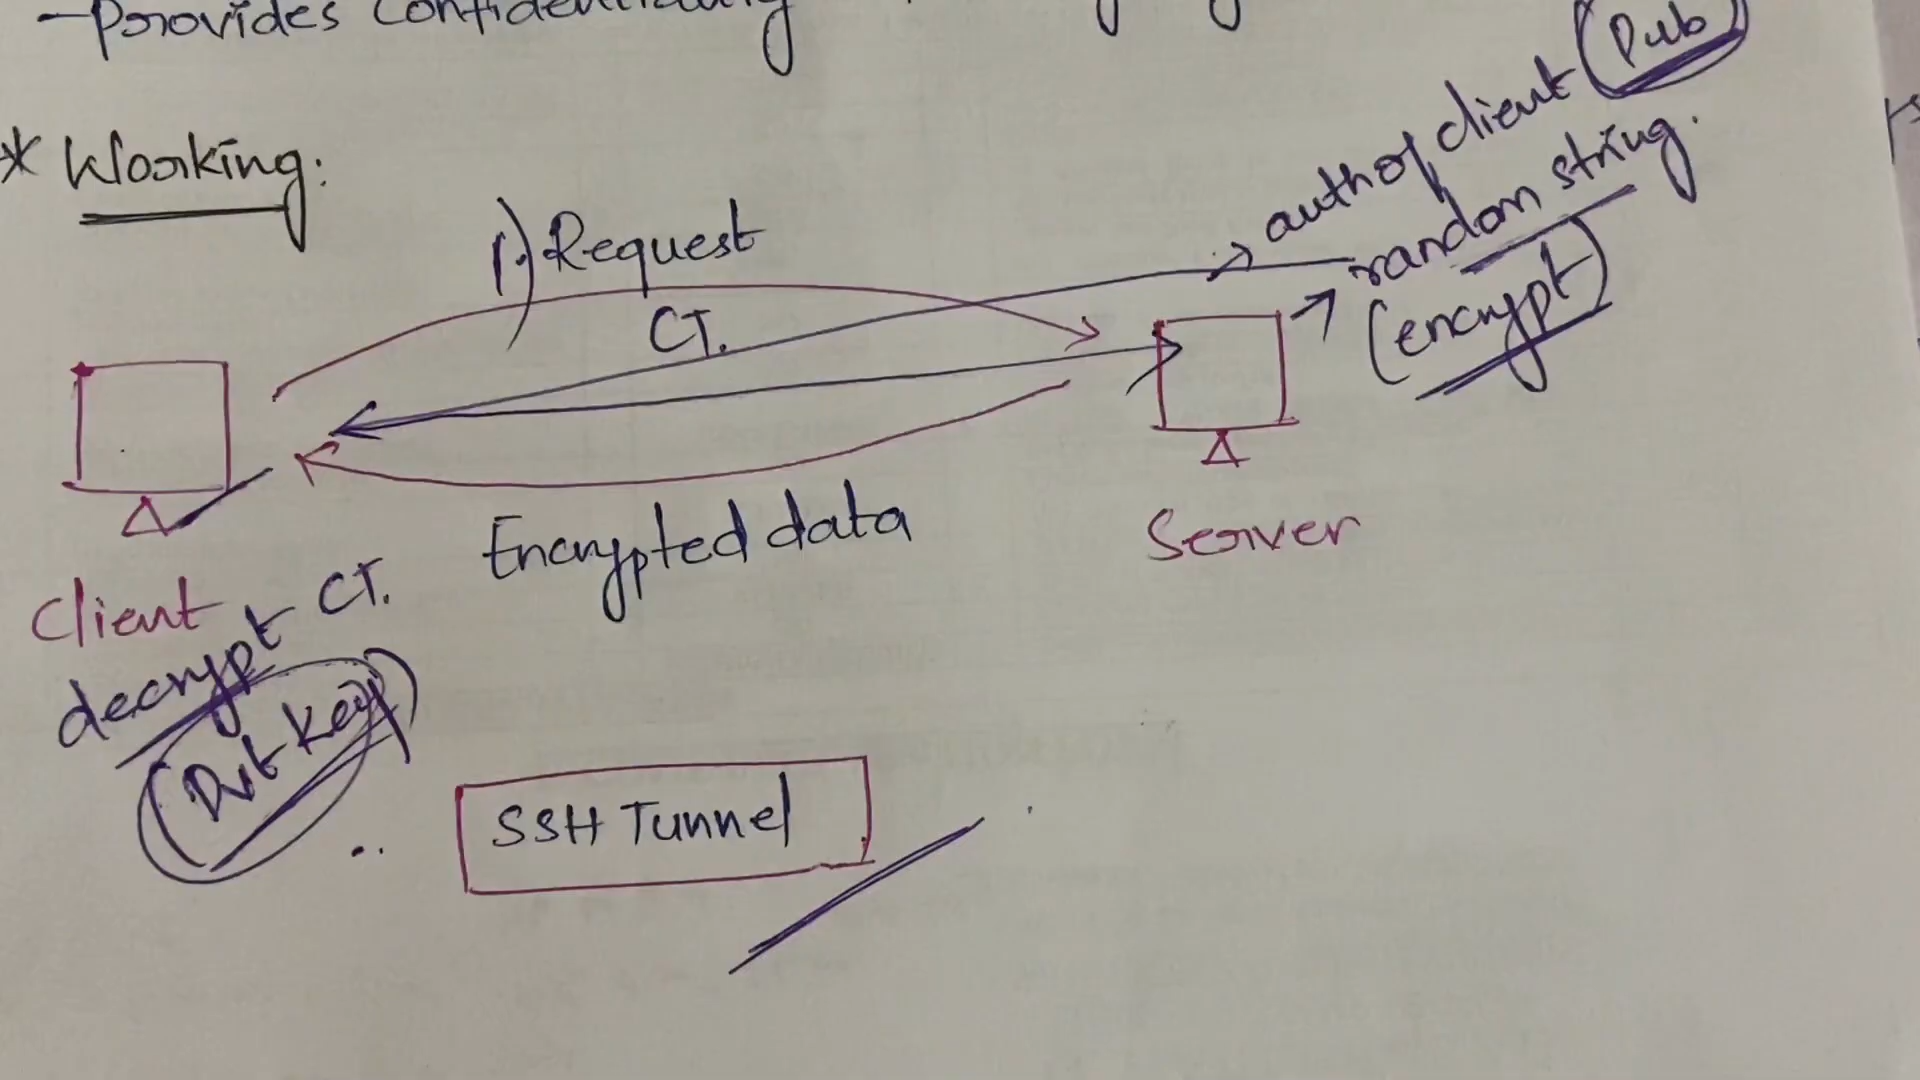 -Provides Confidentiality
* Working:
1.) Request
CT.
auth of client (Pub
random string.
(encrypt)
Encrypted data
Server
Client
decrypt CT.
(Pvt Key)
SSH Tunnel